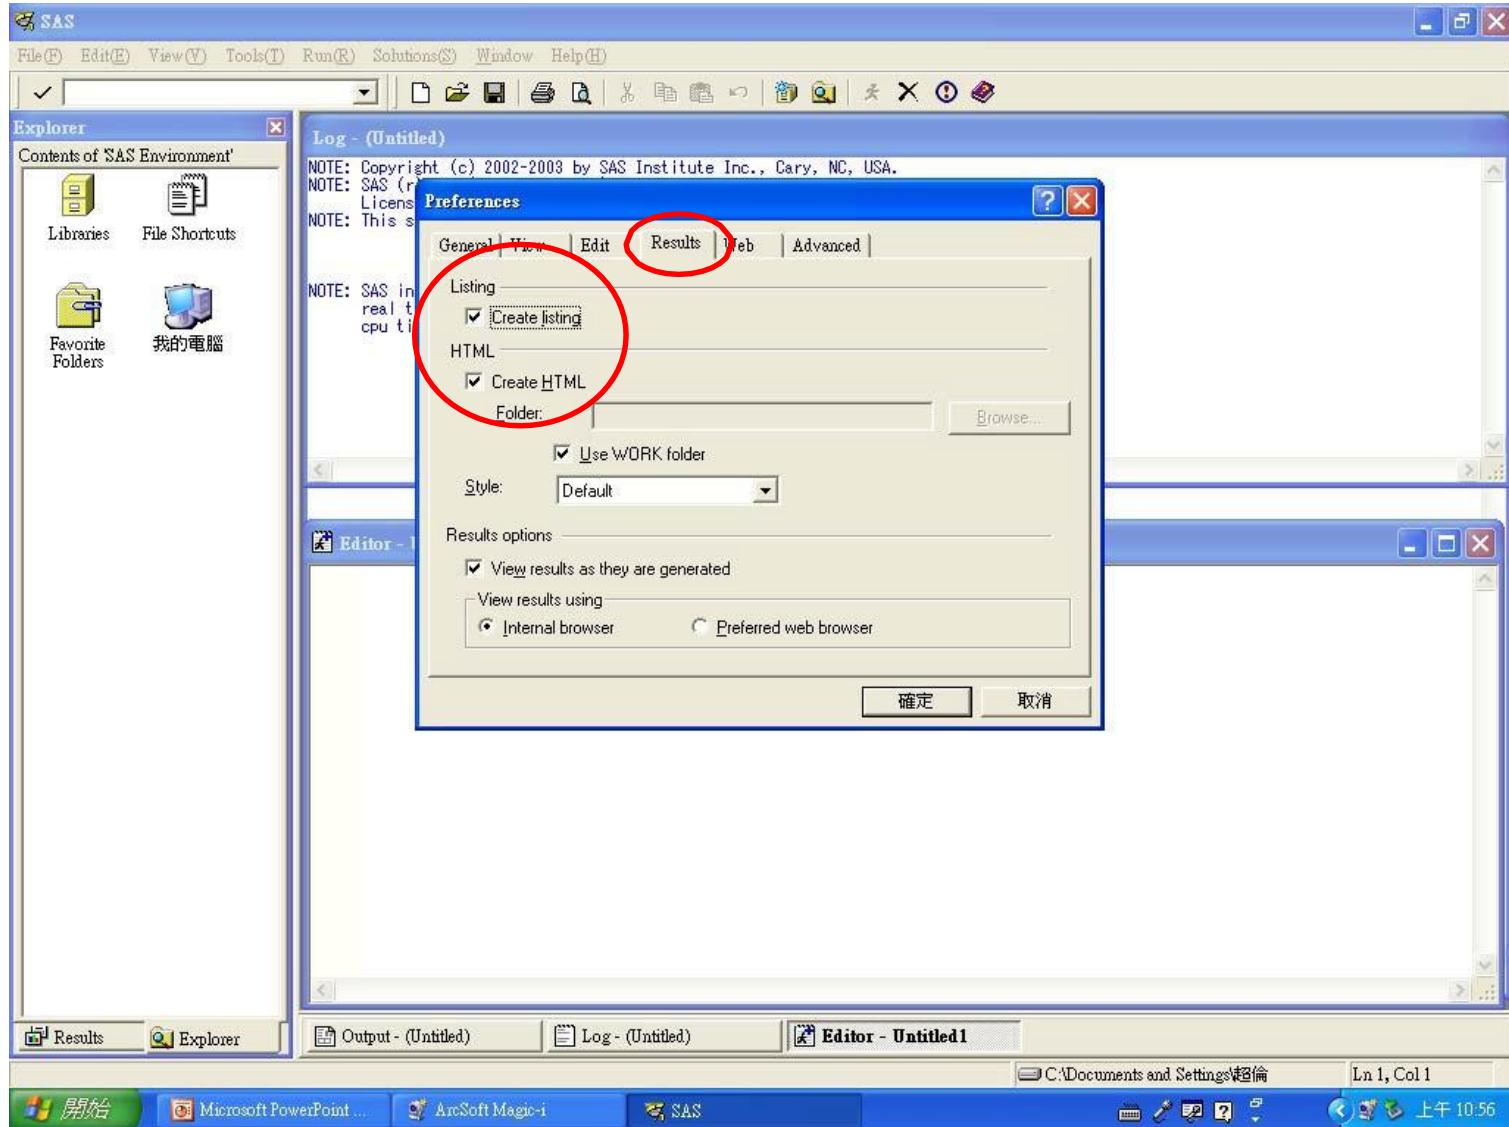 SAS
File(F) Edit(E) View(V) Tools(T) Run(R) Solutions(S) Window Help(H)
Explorer
Contents of 'SAS Environment'
Libraries
File Shortcuts
Favorite Folders
我的電腦
Log - (Untitled)
NOTE: Copyright (c) 2002-2003 by SAS Institute Inc., Cary, NC, USA.
NOTE: SAS (r
Licens
NOTE: This s
NOTE: SAS in
real t
cpu ti
Preferences
General View Edit Results Web Advanced
Listing
Create listing
HTML
Create HTML
Folder:
Browse...
Use WORK folder
Style: Default
Results options
View results as they are generated
View results using
Internal browser Preferred web browser
確定 取消
Editor -
Results Explorer
Output - (Untitled) Log - (Untitled) Editor - Untitled1
C:\Documents and Settings\超倫 Ln 1, Col 1
開始 Microsoft PowerPoint ... ArcSoft Magic-i SAS 上午 10:56